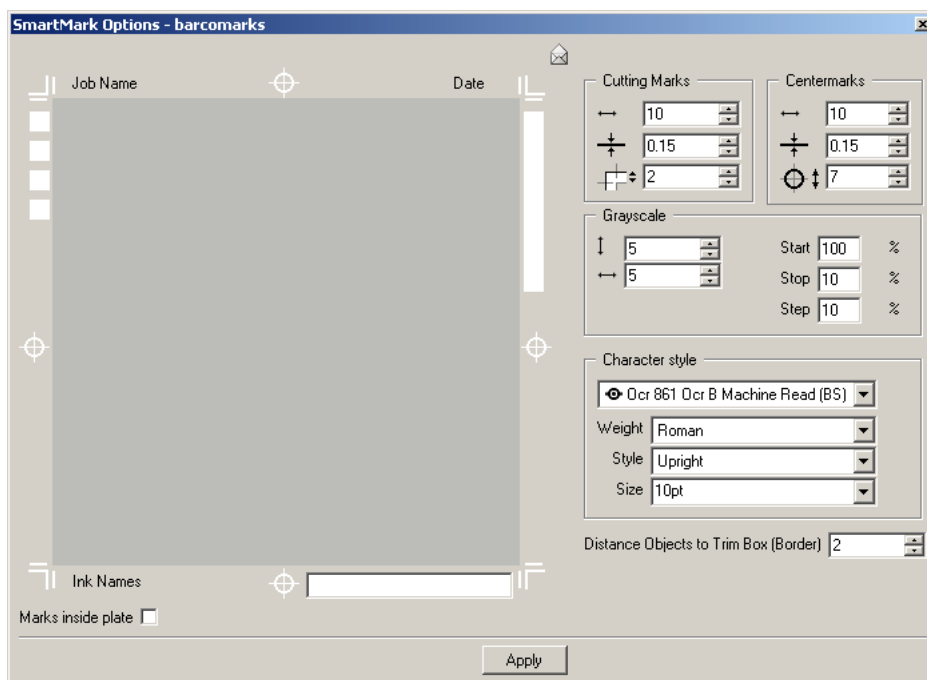 SmartMark Options - barcomarks
Job Name
Date
Cutting Marks
10
0.15
2
Centermarks
10
0.15
7
Grayscale
5
5
Start 100 %
Stop 10 %
Step 10 %
Character style
Ocr 861 Ocr B Machine Read (BS)
Weight Roman
Style Upright
Size 10pt
Distance Objects to Trim Box (Border) 2
Ink Names
Marks inside plate
Apply